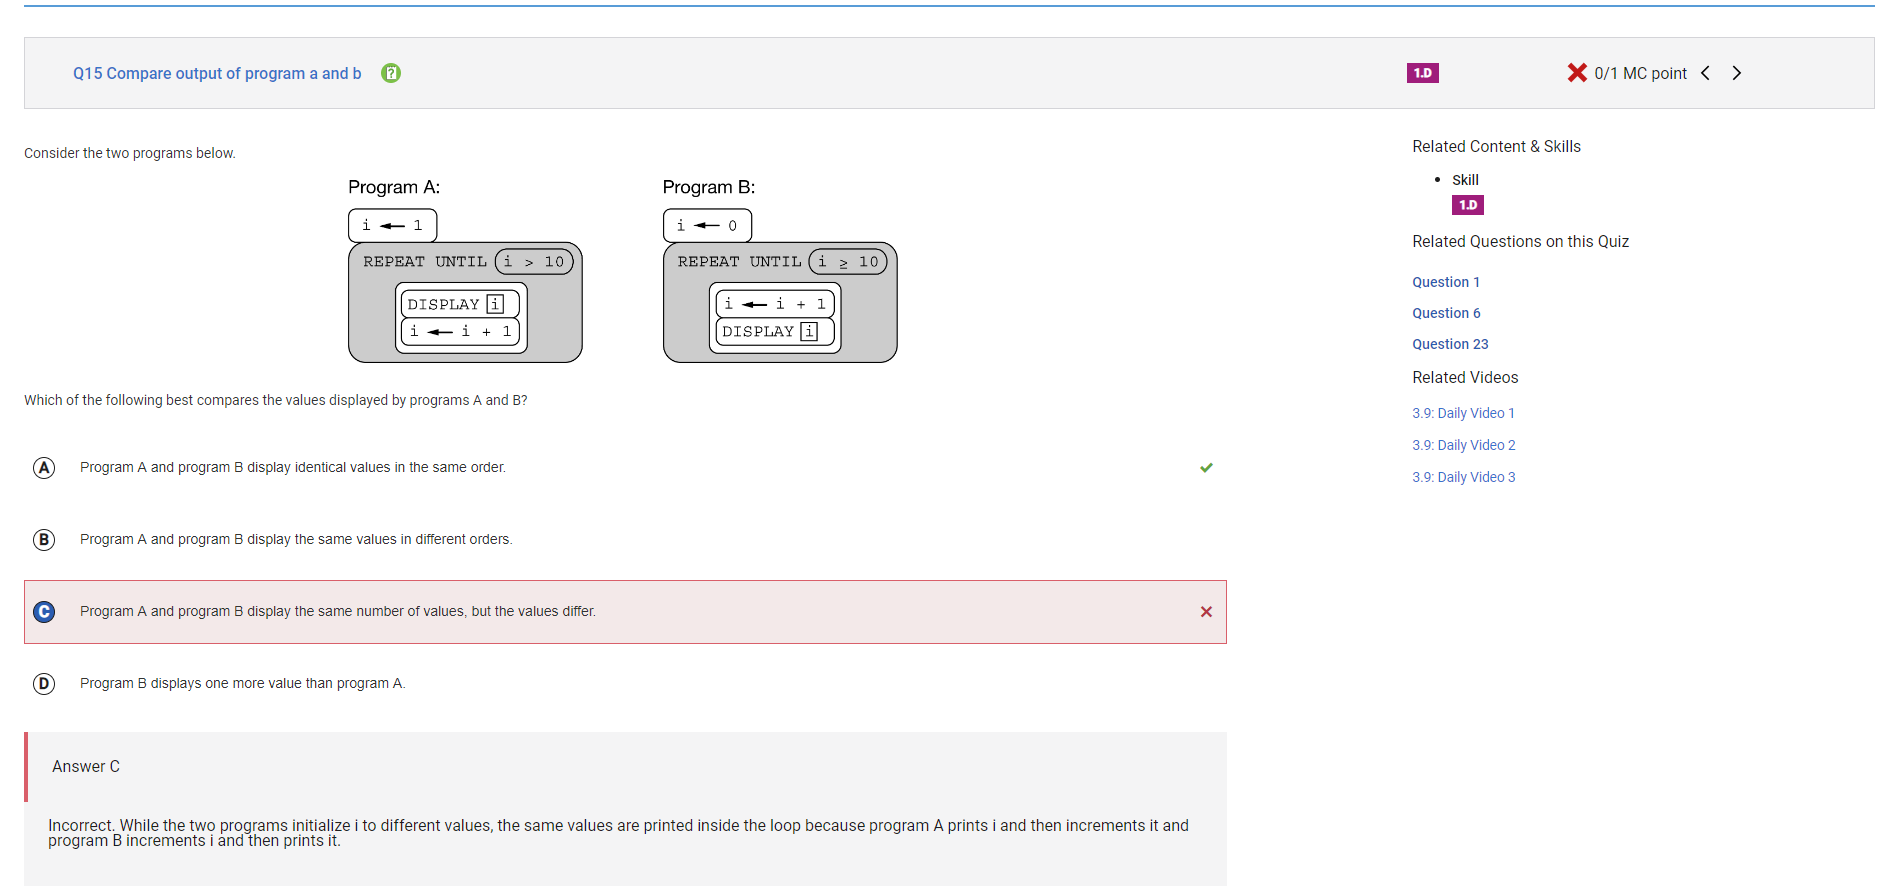 Q15 Compare output of program a and b
?
1.D
0/1 MC point
Consider the two programs below.
Program A:
i ← 1
REPEAT UNTIL i > 10
DISPLAY i
i ← i + 1
Program B:
i ← 0
REPEAT UNTIL i ≥ 10
i ← i + 1
DISPLAY i
Which of the following best compares the values displayed by programs A and B?
A Program A and program B display identical values in the same order.
B Program A and program B display the same values in different orders.
C Program A and program B display the same number of values, but the values differ.
D Program B displays one more value than program A.
Answer C
Incorrect. While the two programs initialize i to different values, the same values are printed inside the loop because program A prints i and then increments it and
program B increments i and then prints it.
Related Content & Skills
• Skill
1.D
Related Questions on this Quiz
Question 1
Question 6
Question 23
Related Videos
3.9: Daily Video 1
3.9: Daily Video 2
3.9: Daily Video 3